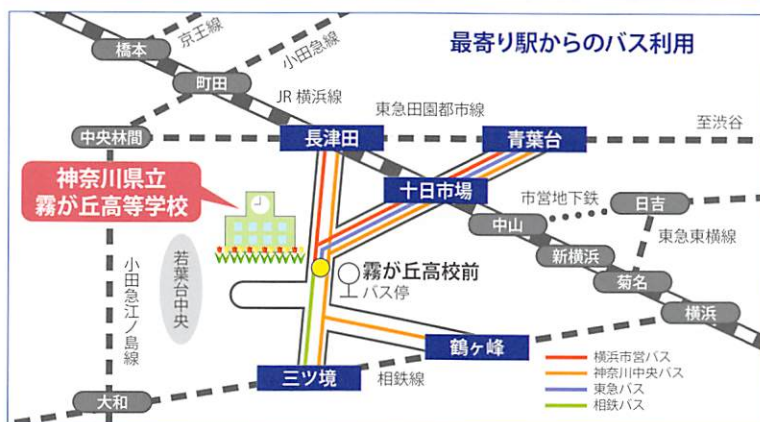 最寄り駅からのバス利用
京王線
小田急線
橋本
町田
JR 横浜線
東急田園都市線
至渋谷
中央林間
長津田
青葉台
神奈川県立
霧が丘高等学校
十日市場
市営地下鉄
日吉
中山
東急東横線
新横浜
菊名
横浜
若葉台中央
小田急江ノ島線
霧が丘高校前
バス停
鶴ヶ峰
三ツ境
相鉄線
大和
横浜市営バス
神奈川中央バス
東急バス
相鉄バス